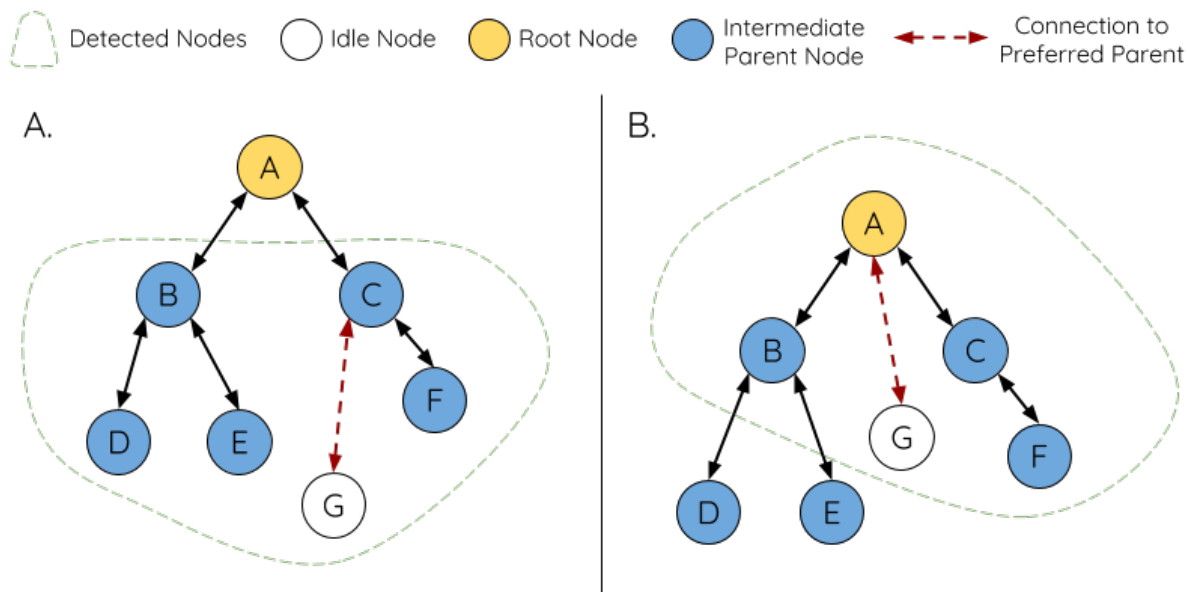 Detected Nodes
Idle Node
Root Node
Intermediate
Parent Node
Connection to
Preferred Parent
A.
A
B
C
D
E
F
G
B.
A
B
C
G
F
D
E